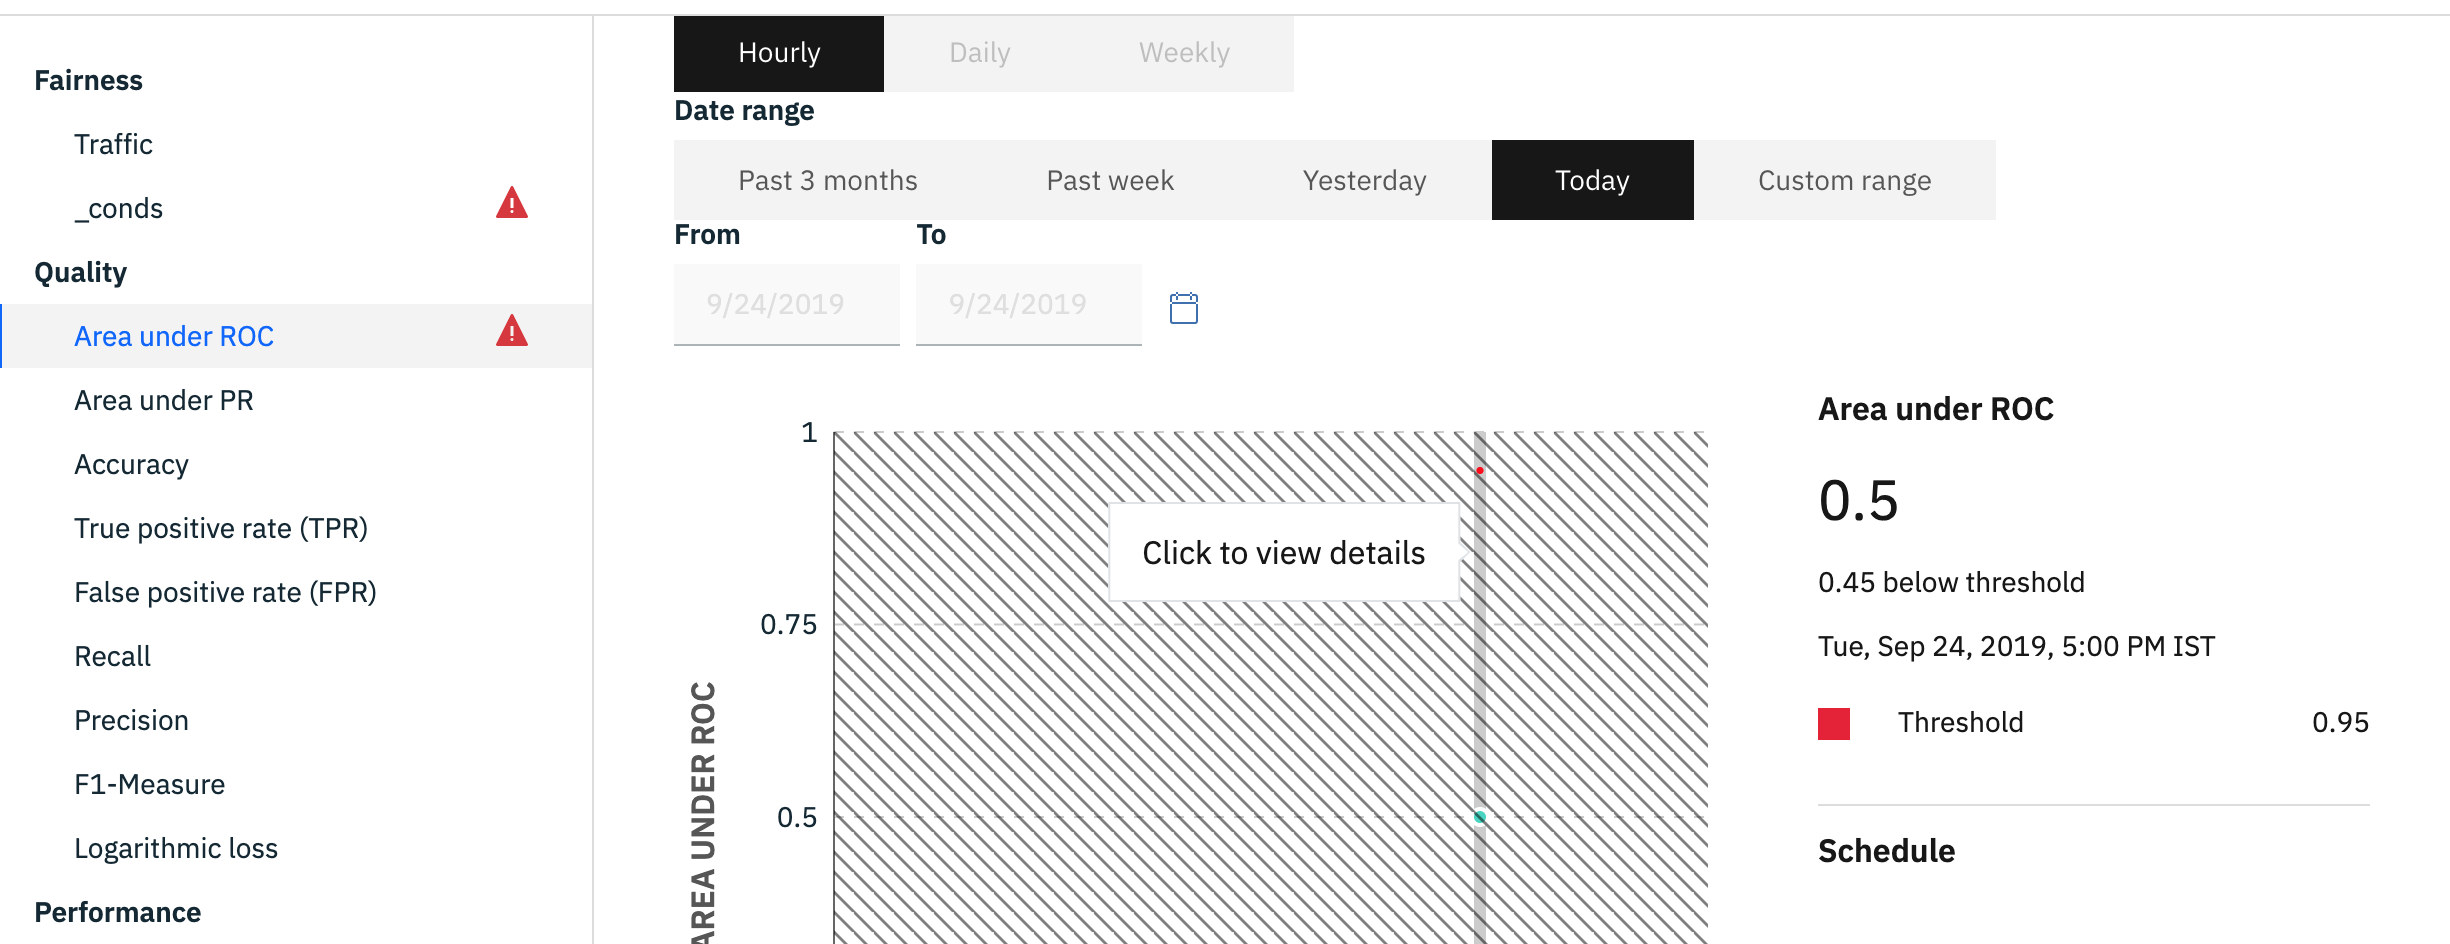 Fairness
Traffic
_conds
Quality
Area under ROC
Area under PR
Accuracy
True positive rate (TPR)
False positive rate (FPR)
Recall
Precision
F1-Measure
Logarithmic loss
Performance
Hourly Daily Weekly
Date range
Past 3 months Past week Yesterday Today Custom range
From To
9/24/2019 9/24/2019
1
0.75
0.5
AREA UNDER ROC
Click to view details
Area under ROC
0.5
0.45 below threshold
Tue, Sep 24, 2019, 5:00 PM IST
Threshold 0.95
Schedule